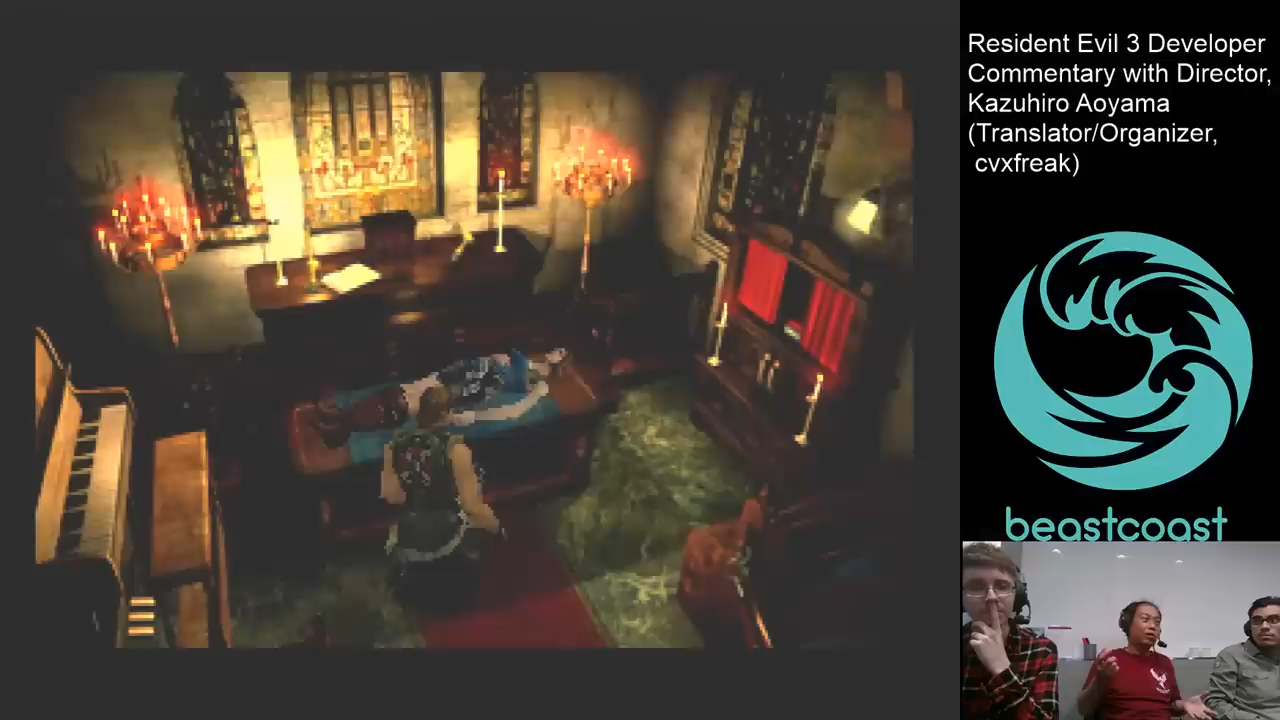 Resident Evil 3 Developer
Commentary with Director,
Kazuhiro Aoyama
(Translator/Organizer,
cvxfreak)
beastcoast